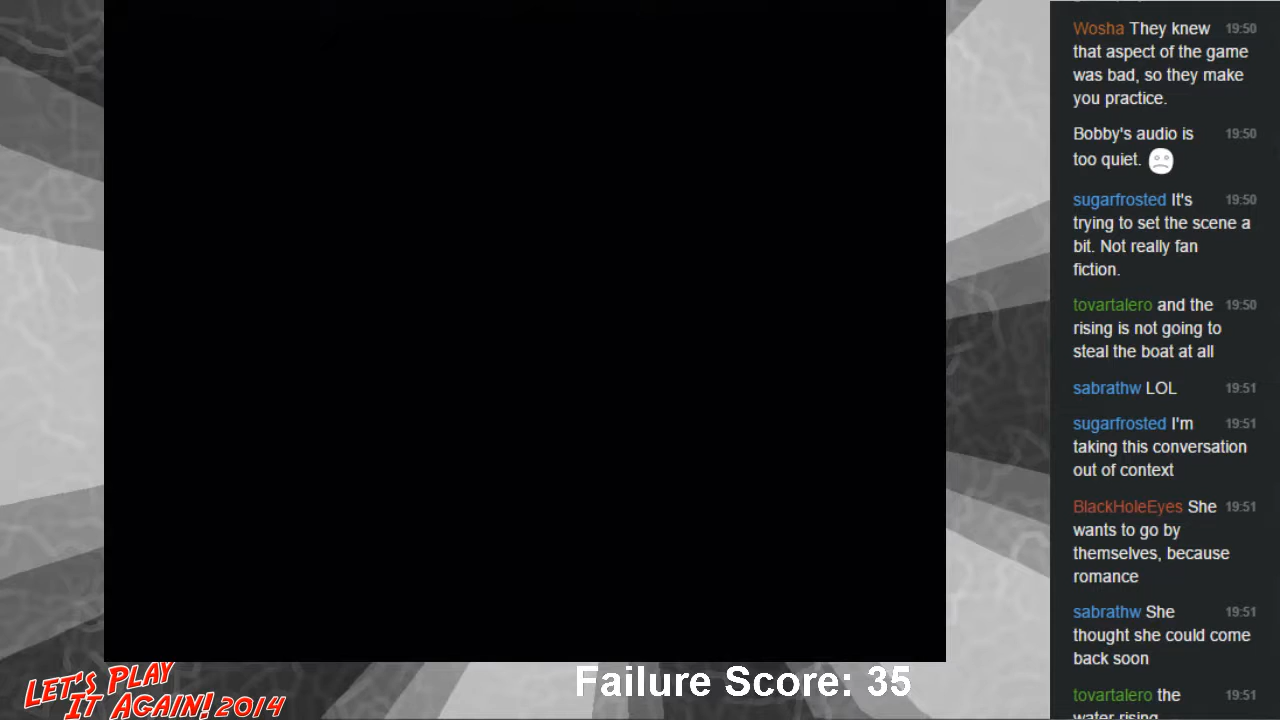 Wosha They knew 19:50
that aspect of the game
was bad, so they make
you practice.
Bobby's audio is 19:50
too quiet.
sugarfrosted It's 19:50
trying to set the scene a
bit. Not really fan
fiction.
tovartalero and the 19:50
rising is not going to
steal the boat at all
sabrathw LOL 19:51
sugarfrosted I'm 19:51
taking this conversation
out of context
BlackHoleEyes She 19:51
wants to go by
themselves, because
romance
sabrathw She 19:51
thought she could come
back soon
tovartalero the 19:51
water rising
LET'S PLAY
IT AGAIN! 2014
Failure Score: 35